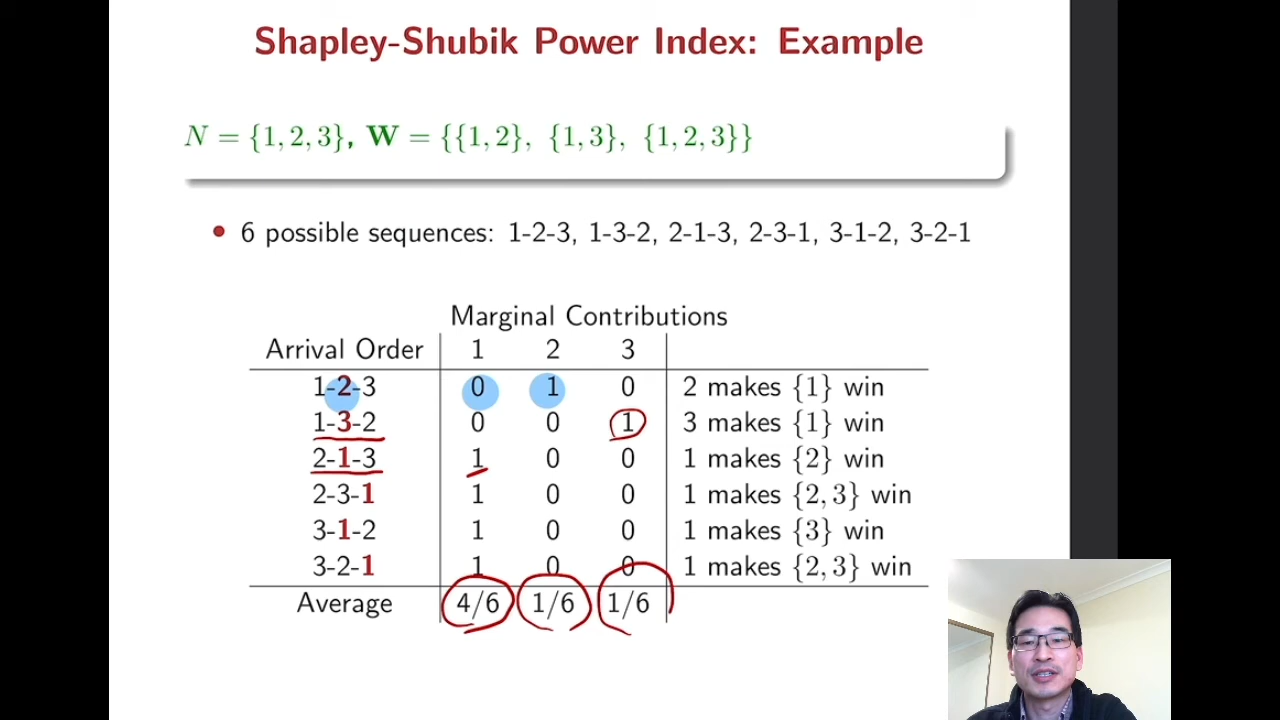 Shapley-Shubik Power Index: Example
N = {1, 2, 3}, W = {{1, 2}, {1, 3}, {1, 2, 3}}
• 6 possible sequences: 1-2-3, 1-3-2, 2-1-3, 2-3-1, 3-1-2, 3-2-1
Marginal Contributions
Arrival Order 1 2 3
1-2-3 0 1 0 2 makes {1} win
1-3-2 0 0 1 3 makes {1} win
2-1-3 1 0 0 1 makes {2} win
2-3-1 1 0 0 1 makes {2, 3} win
3-1-2 1 0 0 1 makes {3} win
3-2-1 1 0 0 1 makes {2, 3} win
Average 4/6 1/6 1/6